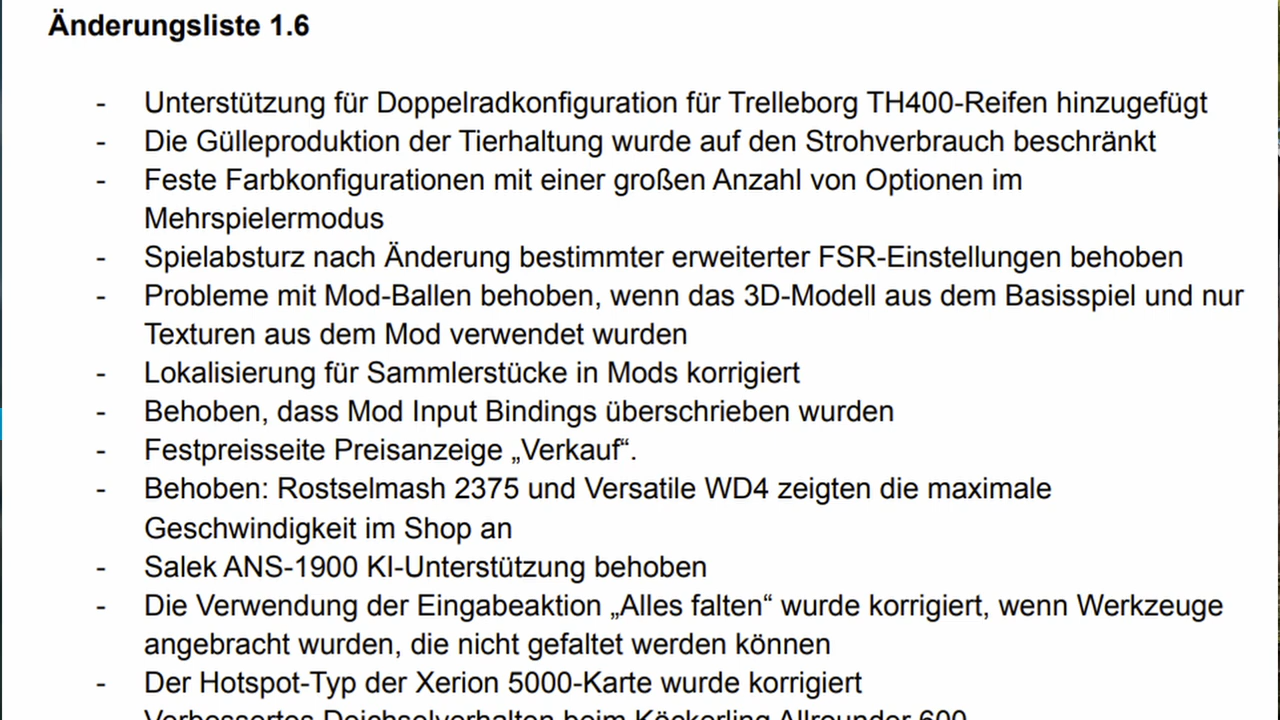 Änderungsliste 1.6
- Unterstützung für Doppelradkonfiguration für Trelleborg TH400-Reifen hinzugefügt
- Die Gülleproduktion der Tierhaltung wurde auf den Strohverbrauch beschränkt
- Feste Farbkonfigurationen mit einer großen Anzahl von Optionen im
Mehrspielermodus
- Spielabsturz nach Änderung bestimmter erweiterter FSR-Einstellungen behoben
- Probleme mit Mod-Ballen behoben, wenn das 3D-Modell aus dem Basisspiel und nur
Texturen aus dem Mod verwendet wurden
- Lokalisierung für Sammlerstücke in Mods korrigiert
- Behoben, dass Mod Input Bindings überschrieben wurden
- Festpreisseite Preisanzeige „Verkauf“.
- Behoben: Rostselmash 2375 und Versatile WD4 zeigten die maximale
Geschwindigkeit im Shop an
- Salek ANS-1900 KI-Unterstützung behoben
- Die Verwendung der Eingabeaktion „Alles falten“ wurde korrigiert, wenn Werkzeuge
angebracht wurden, die nicht gefaltet werden können
- Der Hotspot-Typ der Xerion 5000-Karte wurde korrigiert
Verbessertes Deichselverhalten beim Köckerling Allrounder 600